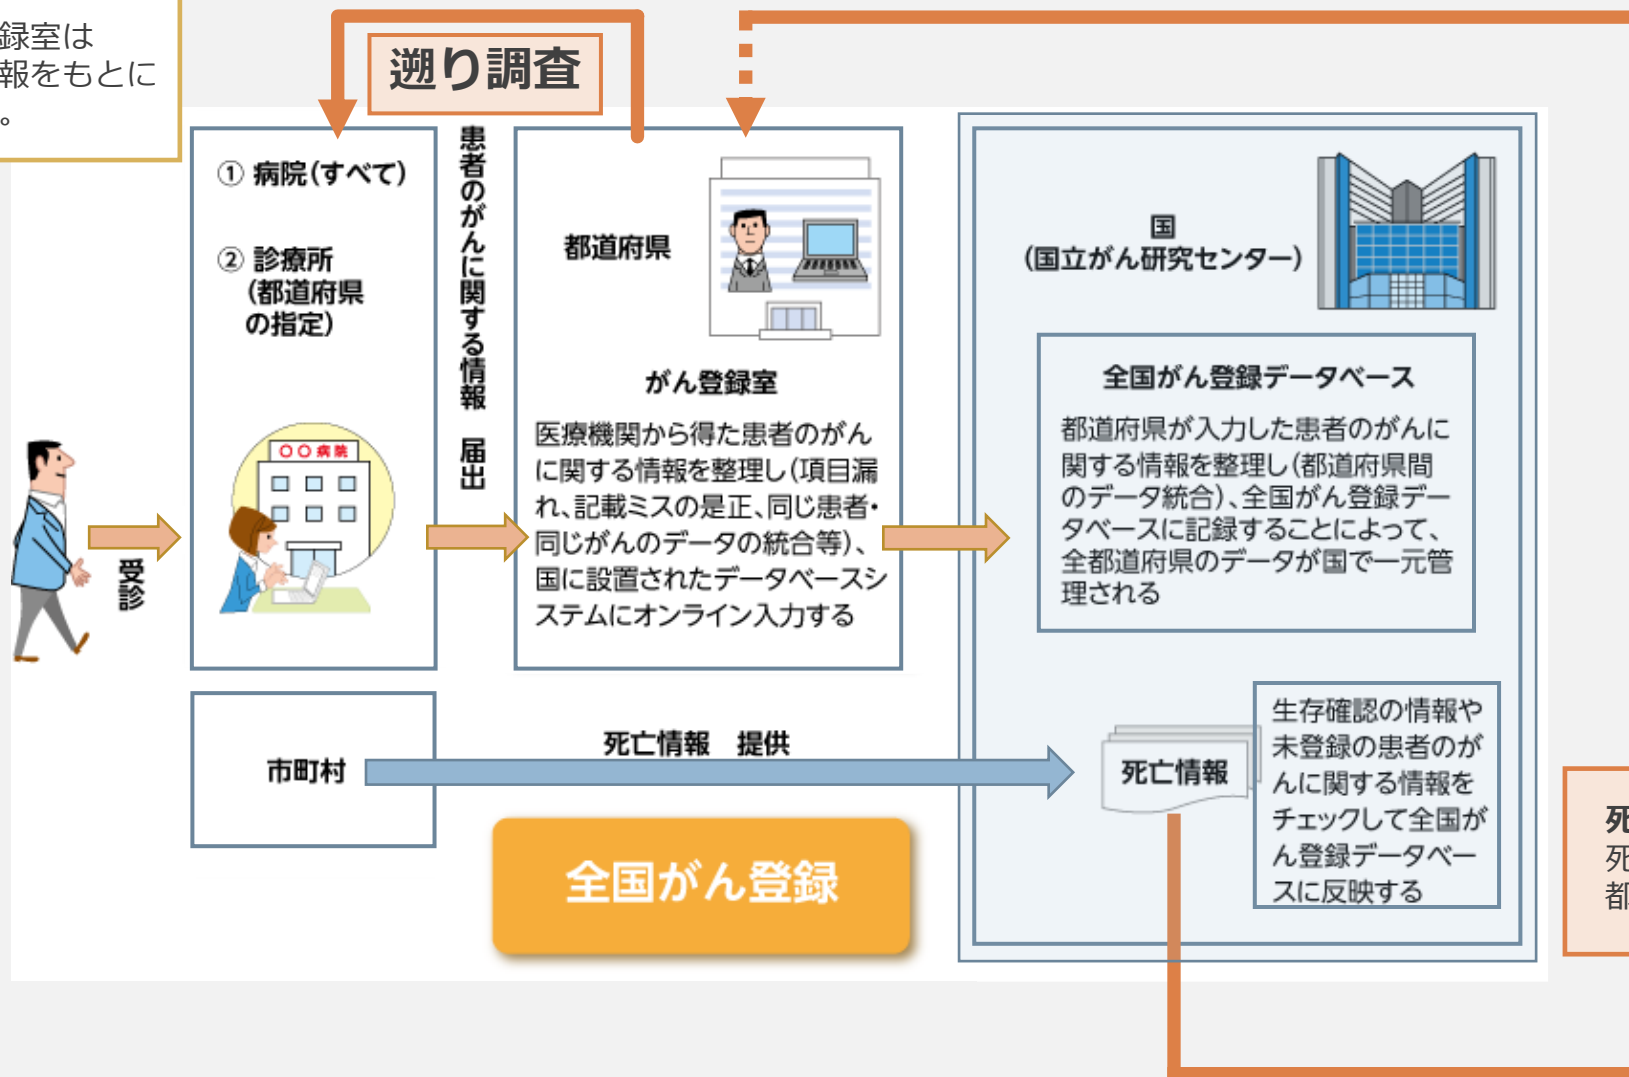 録室は
報をもとに
。
遡り調査
① 病院(すべて)
② 診療所
(都道府県
の指定)
〇〇病院
受診
患者のがんに関する情報 届出
都道府県
がん登録室
医療機関から得た患者のがん
に関する情報を整理し(項目漏
れ、記載ミスの是正、同じ患者・
同じがんのデータの統合等)、
国に設置されたデータベースシ
ステムにオンライン入力する
国
(国立がん研究センター)
全国がん登録データベース
都道府県が入力した患者のがんに
関する情報を整理し(都道府県間
のデータ統合)、全国がん登録デー
タベースに記録することによって、
全都道府県のデータが国で一元管
理される
市町村
死亡情報 提供
死亡情報
生存確認の情報や
未登録の患者のが
んに関する情報を
チェックして全国が
ん登録データベー
スに反映する
全国がん登録
死
死
都